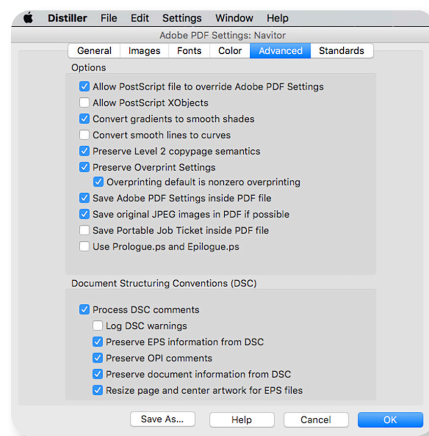 Distiller File Edit Settings Window Help
Adobe PDF Settings: Navitor
General Images Fonts Color Advanced Standards
Options
Allow PostScript file to override Adobe PDF Settings
Allow PostScript XObjects
Convert gradients to smooth shades
Convert smooth lines to curves
Preserve Level 2 copypage semantics
Preserve Overprint Settings
Overprinting default is nonzero overprinting
Save Adobe PDF Settings inside PDF file
Save original JPEG images in PDF if possible
Save Portable Job Ticket inside PDF file
Use Prologue.ps and Epilogue.ps
Document Structuring Conventions (DSC)
Process DSC comments
Log DSC warnings
Preserve EPS information from DSC
Preserve OPI comments
Preserve document information from DSC
Resize page and center artwork for EPS files
Save As... Help Cancel OK